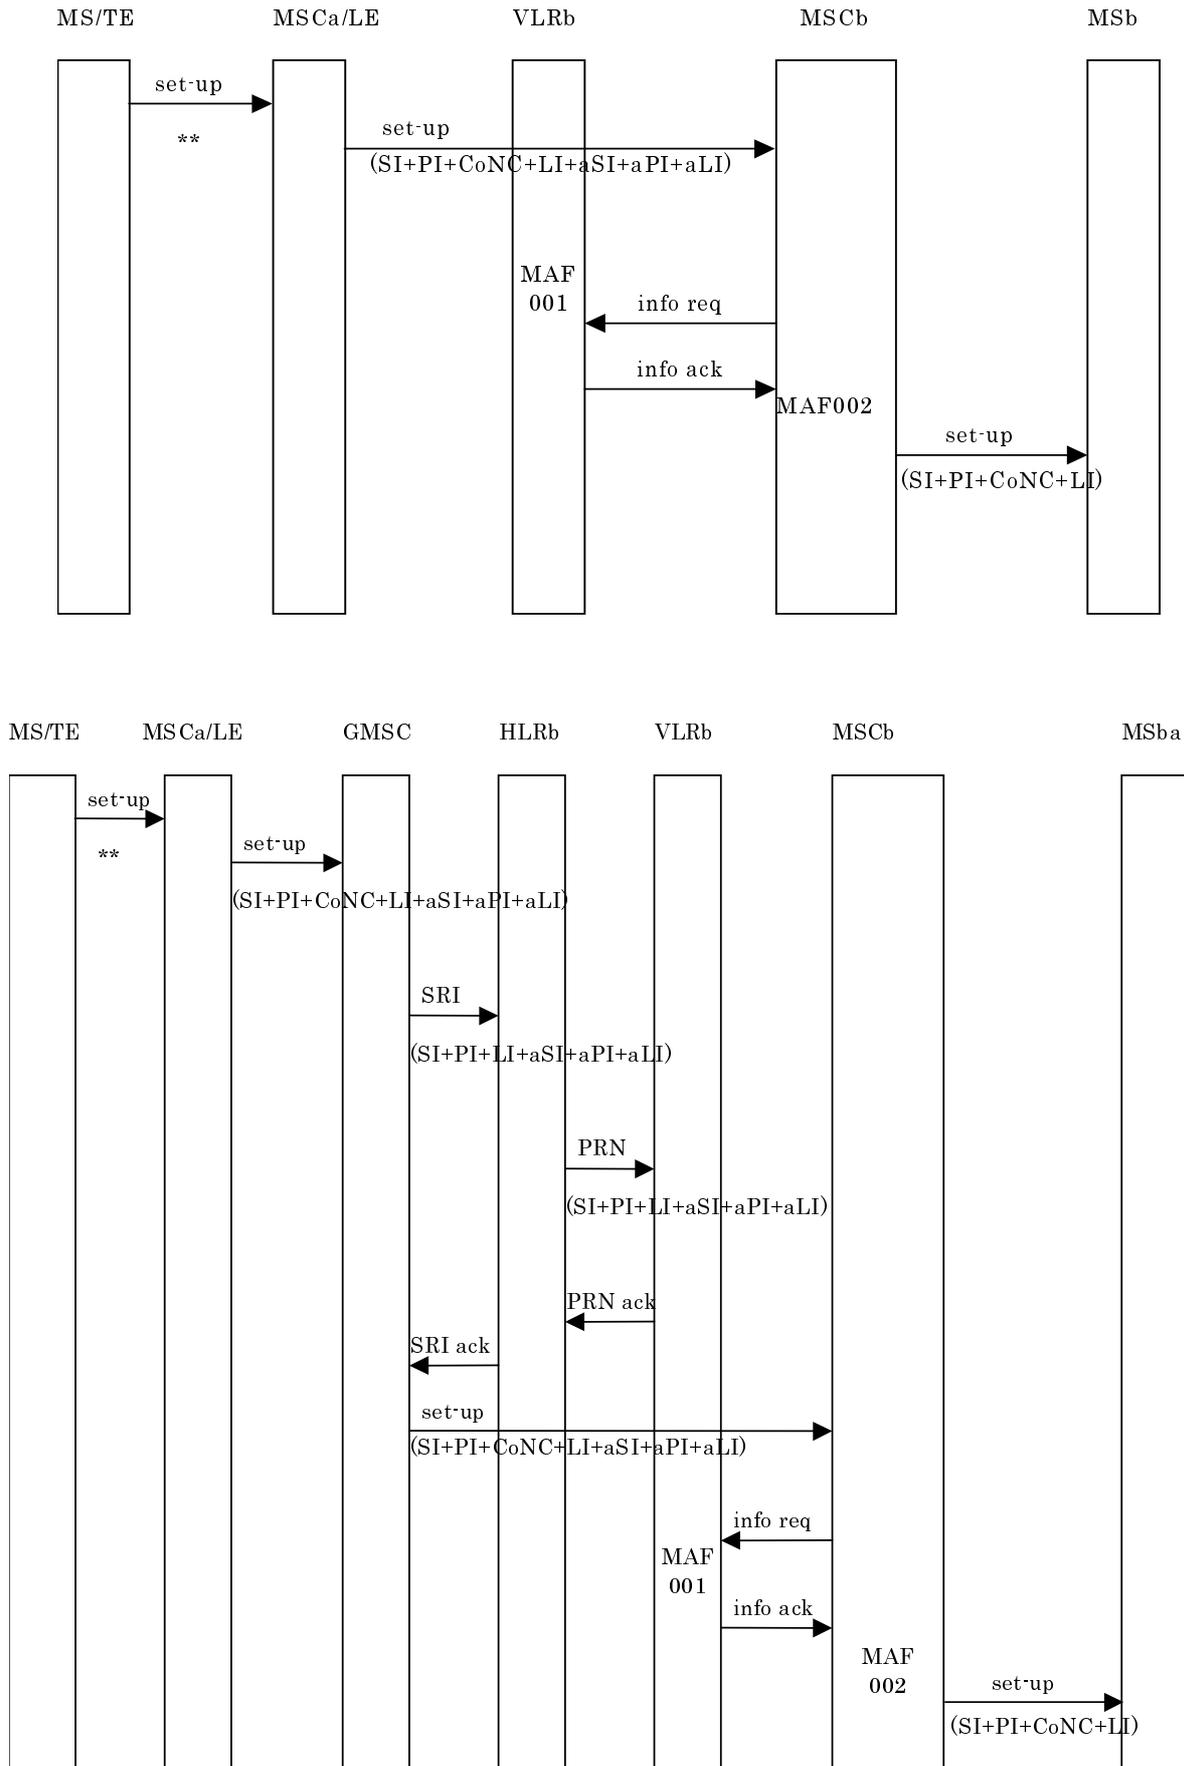 MS/TE MSCa/LE VLRb MSCb MSb
set-up
set-up
**
(SI+PI+CoNC+LI+aSI+aPI+aLI)
MAF
001
info req
info ack
MAF002
set-up
(SI+PI+CoNC+LI)
MS/TE MSCa/LE GMSC HLRb VLRb MSCb MSba
set-up
set-up
**
(SI+PI+CoNC+LI+aSI+aPI+aLI)
SRI
(SI+PI+LI+aSI+aPI+aLI)
PRN
(SI+PI+LI+aSI+aPI+aLI)
PRN ack
SRI ack
set-up
(SI+PI+CoNC+LI+aSI+aPI+aLI)
info req
MAF
001
info ack
MAF
002
set-up
(SI+PI+CoNC+LI)